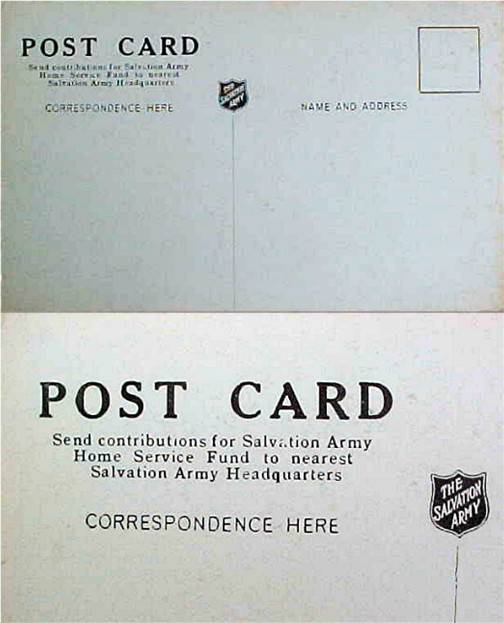 POST CARD
Send contributions for Salvation Army
Home Service Fund to nearest
Salvation Army Headquarters
CORRESPONDENCE HERE
THE
SALVATION
ARMY
NAME AND ADDRESS
POST CARD
Send contributions for Salvation Army
Home Service Fund to nearest
Salvation Army Headquarters
CORRESPONDENCE HERE
THE
SALVATION
ARMY